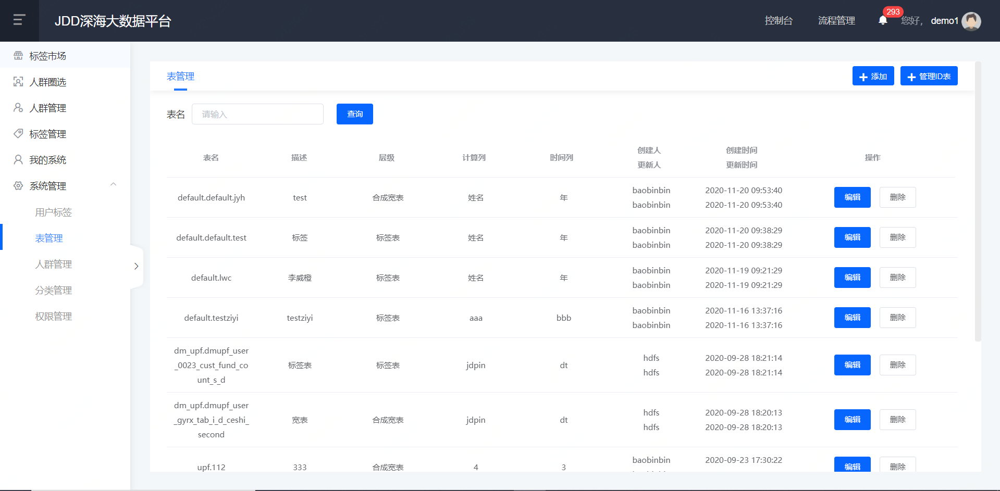 JDD深海大数据平台
控制台
流程管理
293
您好,
demo1
标签市场
人群圈选
人群管理
标签管理
我的系统
系统管理
用户标签
表管理
人群管理
分类管理
权限管理
表管理
添加
管理ID表
表名
请输入
查询
表名 描述 层级 计算列 时间列 创建人 创建时间 操作
更新人 更新时间
default.default.jyh test 合成宽表 姓名 年 baobinbin 2020-11-20 09:53:40 编辑 删除
baobinbin 2020-11-20 09:53:40
default.default.test 标签 标签表 姓名 年 baobinbin 2020-11-20 09:38:29 编辑 删除
baobinbin 2020-11-20 09:38:29
default.lwc 李威橙 标签表 姓名 年 baobinbin 2020-11-19 09:21:29 编辑 删除
baobinbin 2020-11-19 09:21:29
default.testziyi testziyi 标签表 aaa bbb baobinbin 2020-11-16 13:37:16 编辑 删除
baobinbin 2020-11-16 13:37:16
dm_upf.dmupf_user hdfs 2020-09-28 18:21:14
_0023_cust_fund_co 标签表 标签表 jdpin dt 编辑 删除
unt_s_d hdfs 2020-09-28 18:21:14
dm_upf.dmupf_user hdfs 2020-09-28 18:20:13
_gyrx_tab_i_d_ceshi_ 宽表 合成宽表 jdpin dt 编辑 删除
second hdfs 2020-09-28 18:20:13
upf.112 333 合成宽表 4 3 baobinbin 2020-09-23 17:30:22 编辑 删除